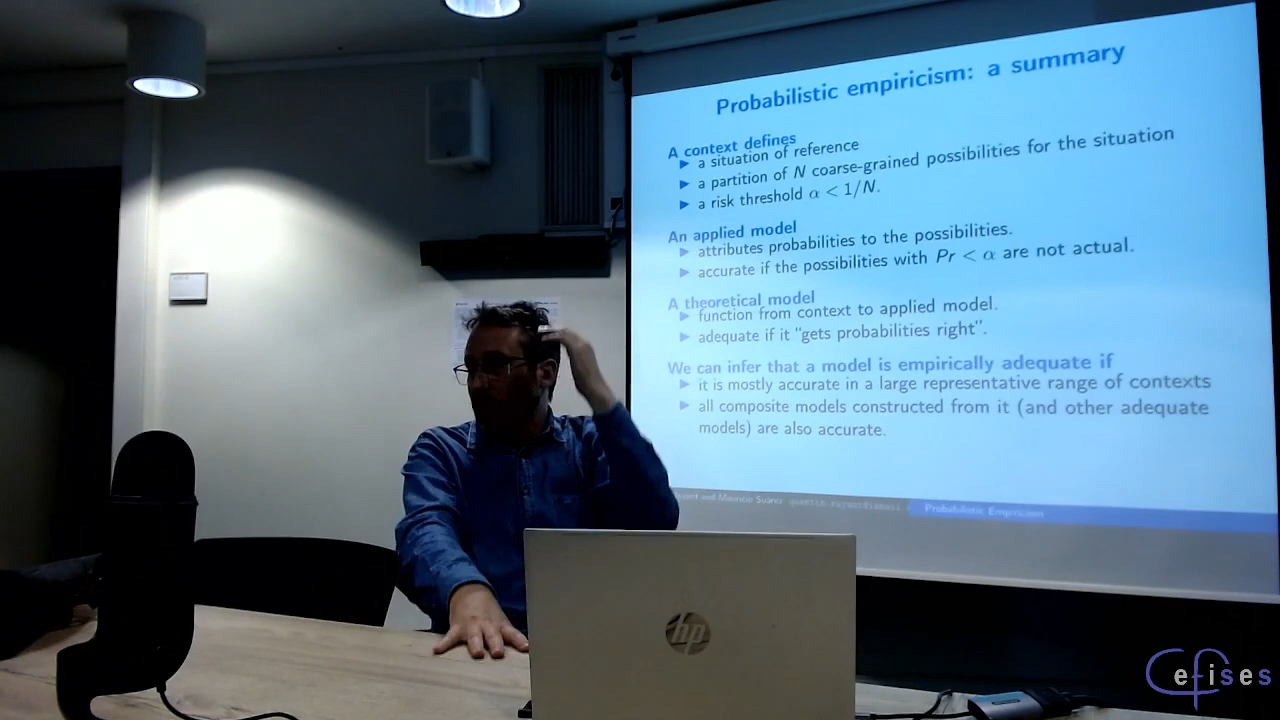 Probabilistic empiricism: a summary
A context defines
a situation of reference
a partition of N coarse-grained possibilities for the situation
a risk threshold α < 1/N.
An applied model
attributes probabilities to the possibilities.
accurate if the possibilities with Pr < α are not actual.
A theoretical model
function from context to applied model.
adequate if it "gets probabilities right".
We can infer that a model is empirically adequate if
it is mostly accurate in a large representative range of contexts
all composite models constructed from it (and other adequate
models) are also accurate.
and Mauricio Suárez
Probabilistic Empiricism
hp
Cefises